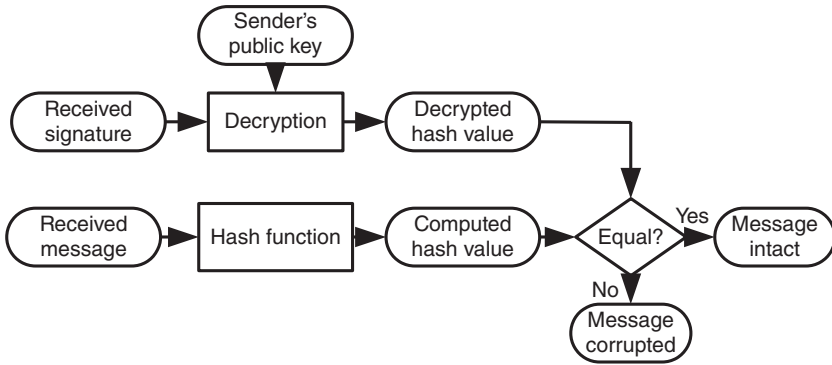 Sender's
public key
Received
signature
Decryption
Decrypted
hash value
Received
message
Hash function
Computed
hash value
Equal?
Yes
Message
intact
No
Message
corrupted